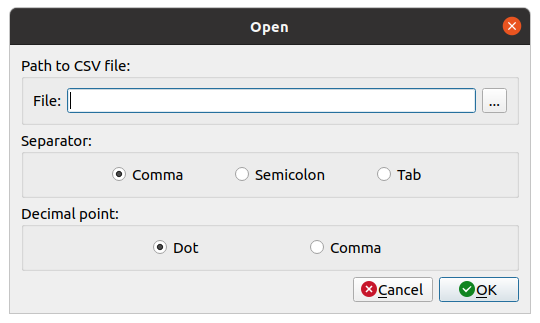 Open
Path to CSV file:
File: ...
Separator:
Comma Semicolon Tab
Decimal point:
Dot Comma
Cancel OK